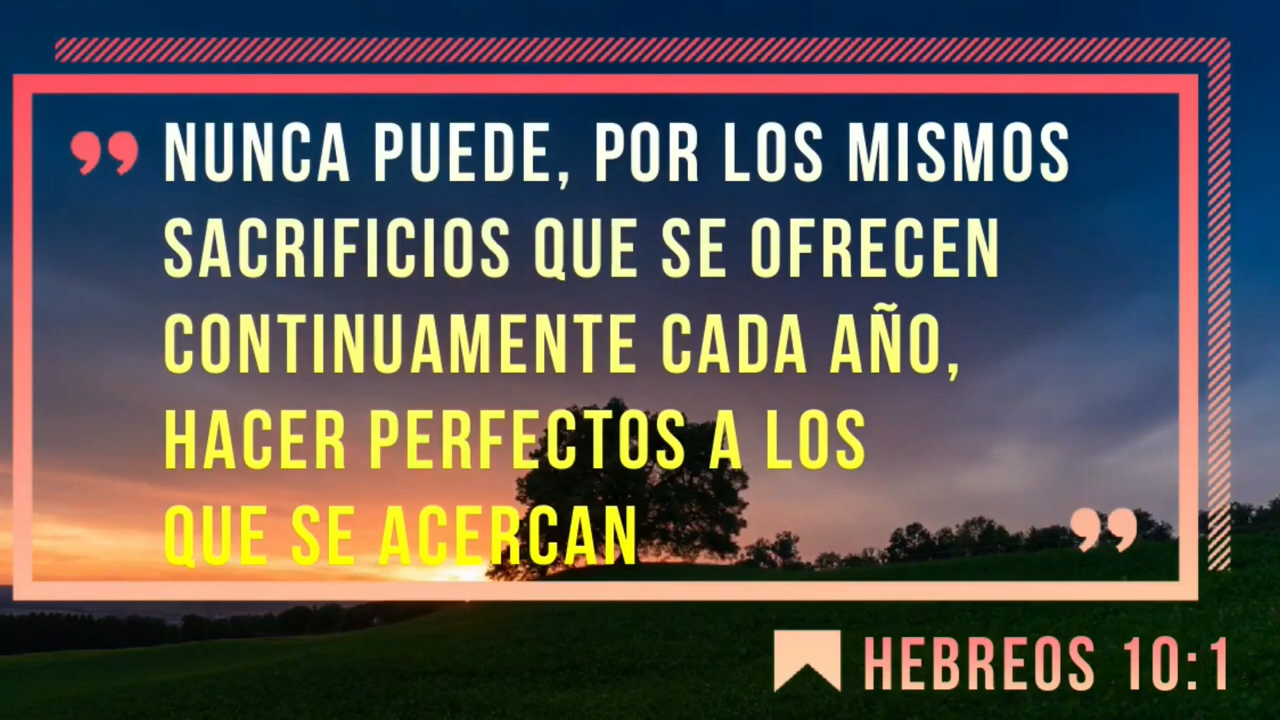 ❟❟ NUNCA PUEDE, POR LOS MISMOS
SACRIFICIOS QUE SE OFRECEN
CONTINUAMENTE CADA AÑO,
HACER PERFECTOS A LOS
QUE SE ACERCAN ❟❟
HEBREOS 10:1